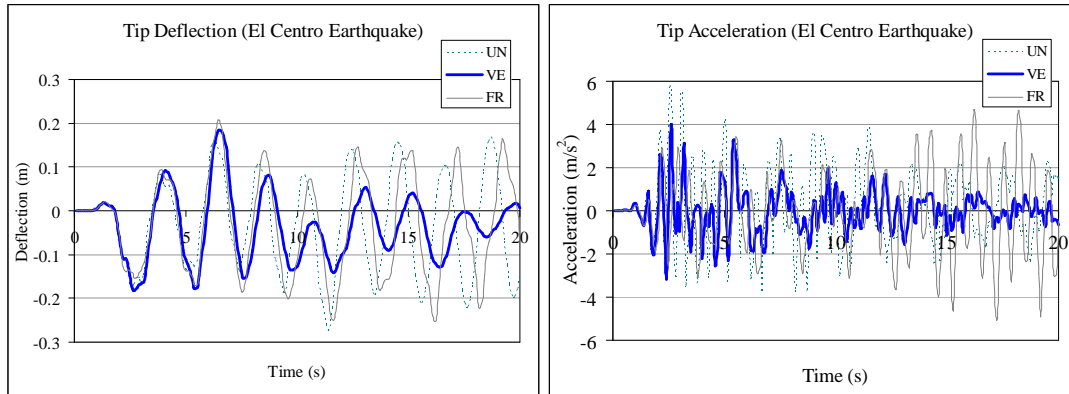 Tip Deflection (El Centro Earthquake)
UN
VE
FR
0.3
0.2
0.1
0
-0.1
-0.2
-0.3
0
5
10
15
20
Deflection (m)
Time (s)
Tip Acceleration (El Centro Earthquake)
UN
VE
FR
6
4
2
0
-2
-4
-6
0
5
10
15
20
Acceleration (m/s²)
Time (s)